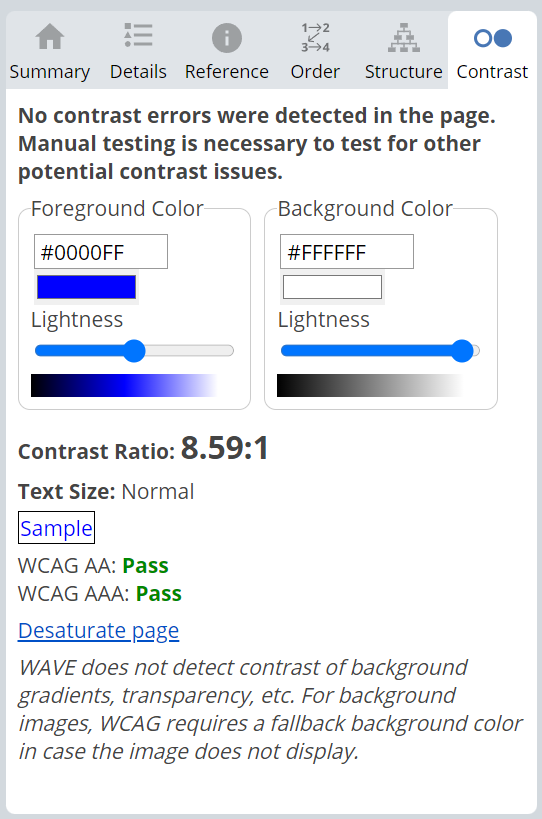 1→2
3→4
Summary Details Reference Order Structure Contrast
No contrast errors were detected in the page.
Manual testing is necessary to test for other
potential contrast issues.
Foreground Color
#0000FF
Lightness
Background Color
#FFFFFF
Lightness
Contrast Ratio: 8.59:1
Text Size: Normal
Sample
WCAG AA: Pass
WCAG AAA: Pass
Desaturate page
WAVE does not detect contrast of background
gradients, transparency, etc. For background
images, WCAG requires a fallback background color
in case the image does not display.